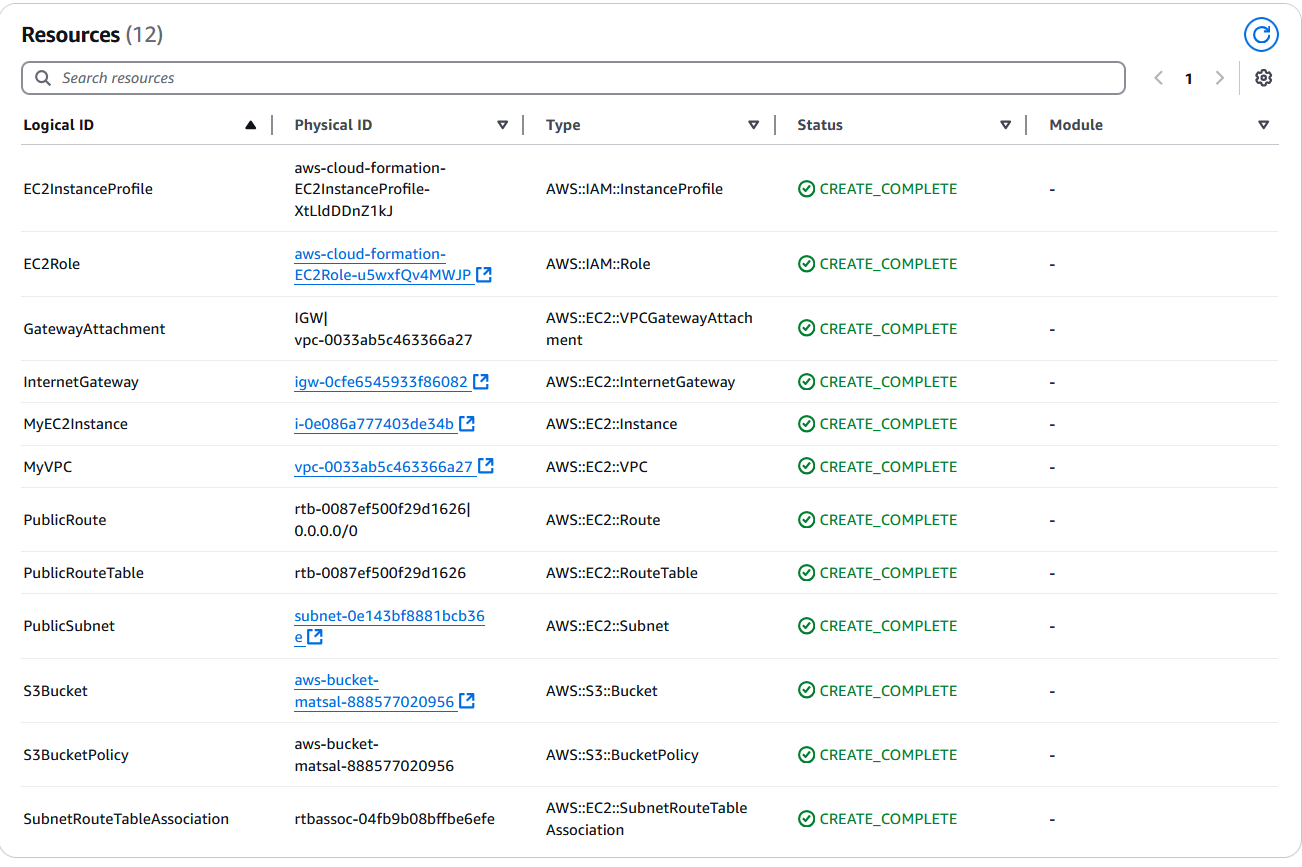 Resources (12)
Search resources
1
Logical ID Physical ID Type Status Module
aws-cloud-formation-
EC2InstanceProfile EC2InstanceProfile- AWS::IAM::InstanceProfile CREATE_COMPLETE -
XtLldDDnZ1kJ
aws-cloud-formation-
EC2Role AWS::IAM::Role CREATE_COMPLETE -
EC2Role-u5wxfQv4MWJP
IGW| AWS::EC2::VPCGatewayAttach
GatewayAttachment CREATE_COMPLETE -
vpc-0033ab5c463366a27 ment
InternetGateway igw-0cfe6545933f86082 AWS::EC2::InternetGateway CREATE_COMPLETE -
MyEC2Instance i-0e086a777403de34b AWS::EC2::Instance CREATE_COMPLETE -
MyVPC vpc-0033ab5c463366a27 AWS::EC2::VPC CREATE_COMPLETE -
rtb-0087ef500f29d1626|
PublicRoute AWS::EC2::Route CREATE_COMPLETE -
0.0.0.0/0
PublicRouteTable rtb-0087ef500f29d1626 AWS::EC2::RouteTable CREATE_COMPLETE -
subnet-0e143bf8881bcb36
PublicSubnet AWS::EC2::Subnet CREATE_COMPLETE -
e
aws-bucket-
S3Bucket AWS::S3::Bucket CREATE_COMPLETE -
matsal-888577020956
aws-bucket-
S3BucketPolicy AWS::S3::BucketPolicy CREATE_COMPLETE -
matsal-888577020956
AWS::EC2::SubnetRouteTable
SubnetRouteTableAssociation rtbassoc-04fb9b08bffbe6efe CREATE_COMPLETE -
Association